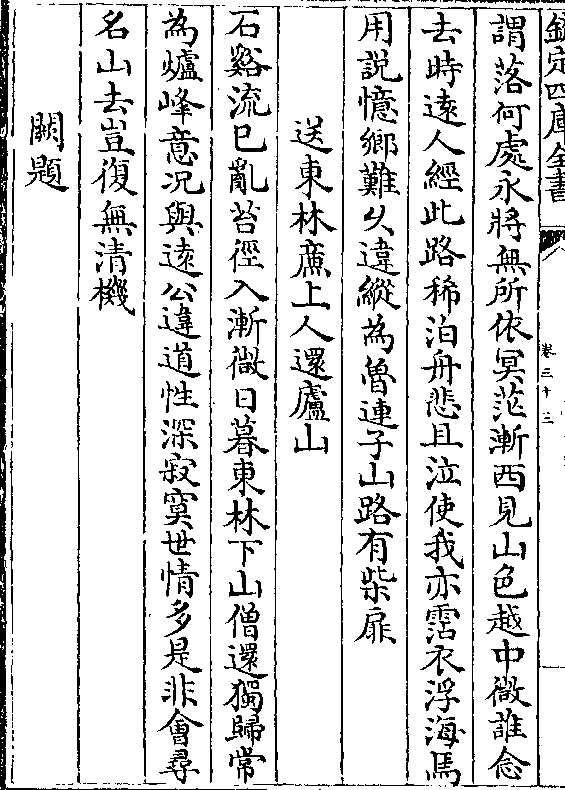 欽定四庫全書
卷三十三
謂落何處永將無所依冥茫漸西見山色越中微誰念
去時遠人經此路稀泊舟悲且泣使我亦霑衣浮海焉
用説憶鄉難久違縱為魯連子山路有柴扉
送東林廉上人還廬山
石谿流已亂苔徑入漸微日暮東林下山僧還獨歸常
為爐峰意况與遠公違道性深寂寞世情多是非會尋
名山去豈復無清機
闕題